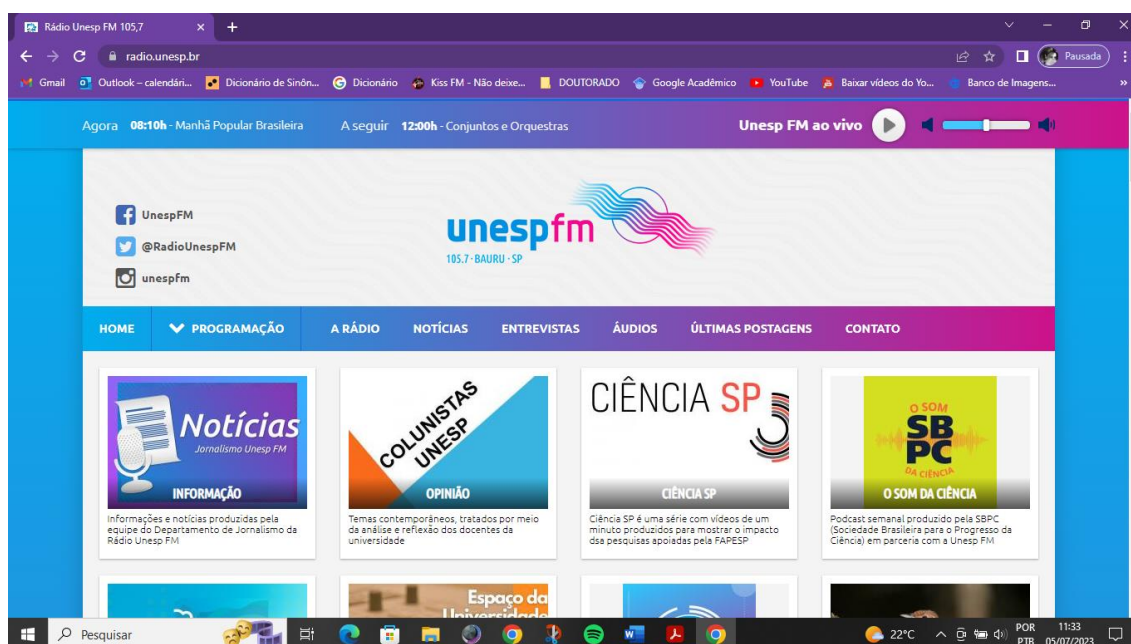 Rádio Unesp FM 105,7
radio.unesp.br
Pausada
Gmail Outlook – calendári... Dicionário de Sinôn... Dicionário Kiss FM - Não deixe... DOUTORADO Google Acadêmico YouTube Baixar vídeos do Yo... Banco de Imagens... »
Agora 08:10h - Manhã Popular Brasileira A seguir 12:00h - Conjuntos e Orquestras Unesp FM ao vivo
UnespFM
@RadioUnespFM
unespfm
unespfm
105.7 · BAURU · SP
HOME PROGRAMAÇÃO A RÁDIO NOTÍCIAS ENTREVISTAS ÁUDIOS ÚLTIMAS POSTAGENS CONTATO
Notícias
Jornalismo Unesp FM
INFORMAÇÃO
Informações e notícias produzidas pela
equipe do Departamento de Jornalismo da
Rádio Unesp FM
COLUNISTAS
UNESP
OPINIÃO
Temas contemporâneos, tratados por meio
da análise e reflexão dos docentes da
universidade
CIÊNCIA SP
CIÊNCIA SP
Ciência SP é uma série com vídeos de um
minuto produzidos para mostrar o impacto
dsa pesquisas apoiadas pela FAPESP
O SOM
SB
PC
DA CIÊNCIA
O SOM DA CIÊNCIA
Podcast semanal produzido pela SBPC
(Sociedade Brasileira para o Progresso da
Ciência) em parceria com a Unesp FM
Espaço da
Universidade
Pesquisar
22°C
POR
PTB
11:33
05/07/2023